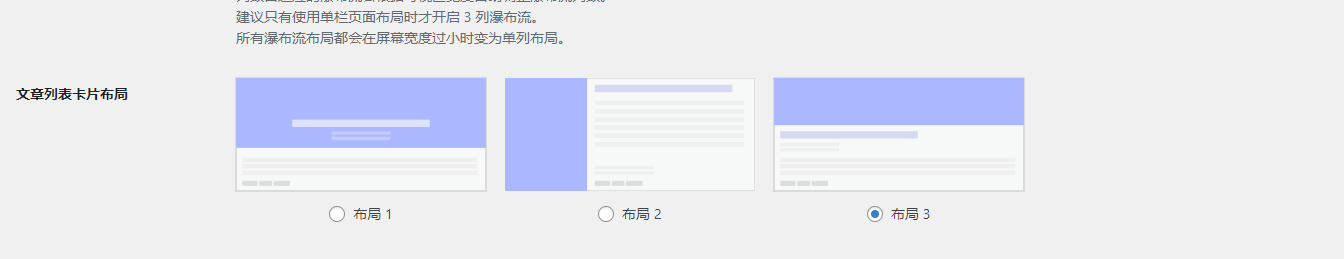 建议只有使用单栏页面布局时才开启 3 列瀑布流。
所有瀑布流布局都会在屏幕宽度过小时变为单列布局。
文章列表卡片布局
布局 1
布局 2
布局 3